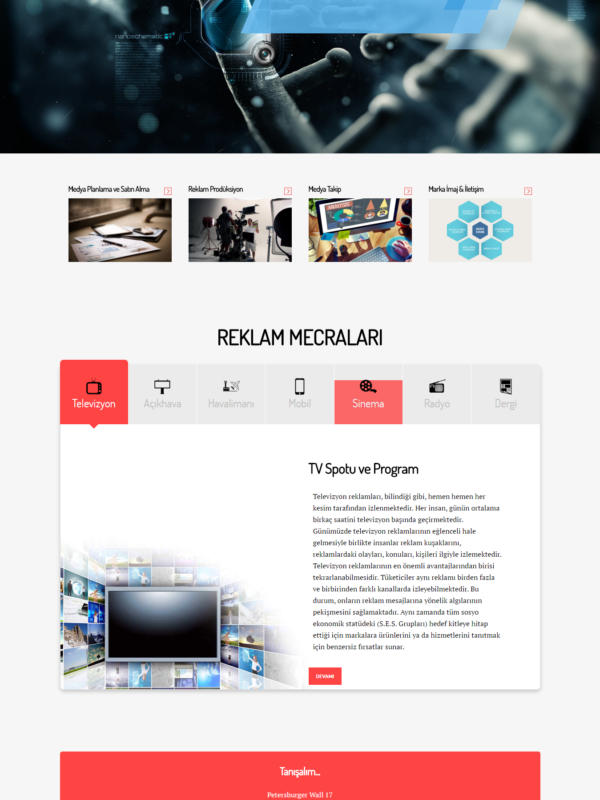 nanoschematic
Medya Planlama ve Satın Alma
Reklam Prodüksiyon
Medya Takip
Marka İmaj & İletişim
REKLAM MECRALARI
Televizyon
Açıkhava
Havalimanı
Mobil
Sinema
Radyo
Dergi
TV Spotu ve Program
Televizyon reklamları, bilindiği gibi, hemen hemen her
kesim tarafından izlenmektedir. Her insan, günün ortalama
birkaç saatini televizyon başında geçirmektedir.
Günümüzde televizyon reklamlarının eğlenceli hale
gelmesiyle birlikte insanlar reklam kuşaklarını,
reklamlardaki olayları, konuları, kişileri ilgiyle izlemektedir.
Televizyon reklamlarının en önemli avantajlarından birisi
tekrarlanabilmesidir. Tüketiciler aynı reklamı birden fazla
ve birbirinden farklı kanallarda izleyebilmektedir. Bu
durum, onların reklam mesajlarına yönelik algılarının
pekişmesini sağlamaktadır. Aynı zamanda tüm sosyo
ekonomik statüdeki (S.E.S. Grupları) hedef kitleye hitap
ettiği için markalara ürünlerini ya da hizmetlerini tanıtmak
için benzersiz fırsatlar sunar.
DEVAMI
Tanışalım...
Petersburger Wall 17